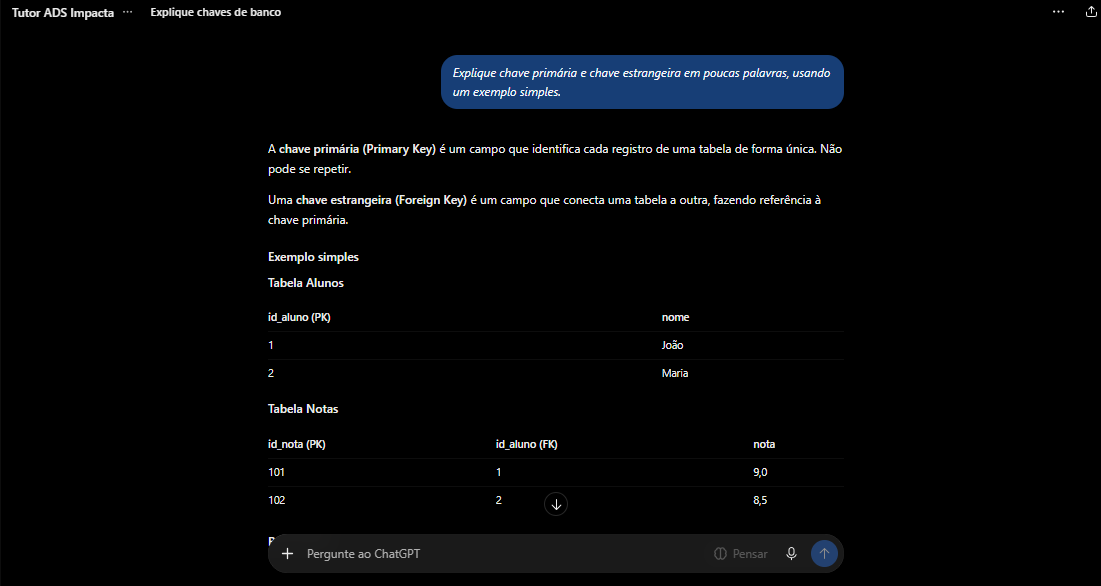 Tutor ADS Impacta ··· Explique chaves de banco ···
Explique chave primária e chave estrangeira em poucas palavras, usando
um exemplo simples.
A chave primária (Primary Key) é um campo que identifica cada registro de uma tabela de forma única. Não
pode se repetir.
Uma chave estrangeira (Foreign Key) é um campo que conecta uma tabela a outra, fazendo referência à
chave primária.
Exemplo simples
Tabela Alunos
id_aluno (PK) nome
1 João
2 Maria
Tabela Notas
id_nota (PK) id_aluno (FK) nota
101 1 9,0
102 2 8,5
Pergunte ao ChatGPT Pensar